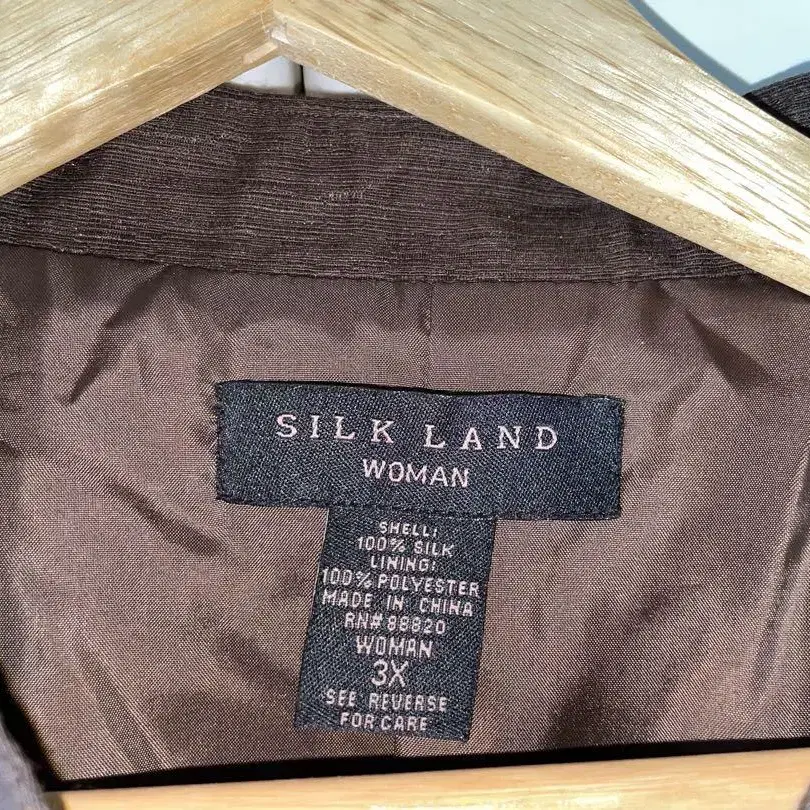 SILK LAND
WOMAN
SHELL:
100% SILK
LINING:
100% POLYESTER
MADE IN CHINA
RN# 88820
WOMAN
3X
SEE REVERSE
FOR CARE